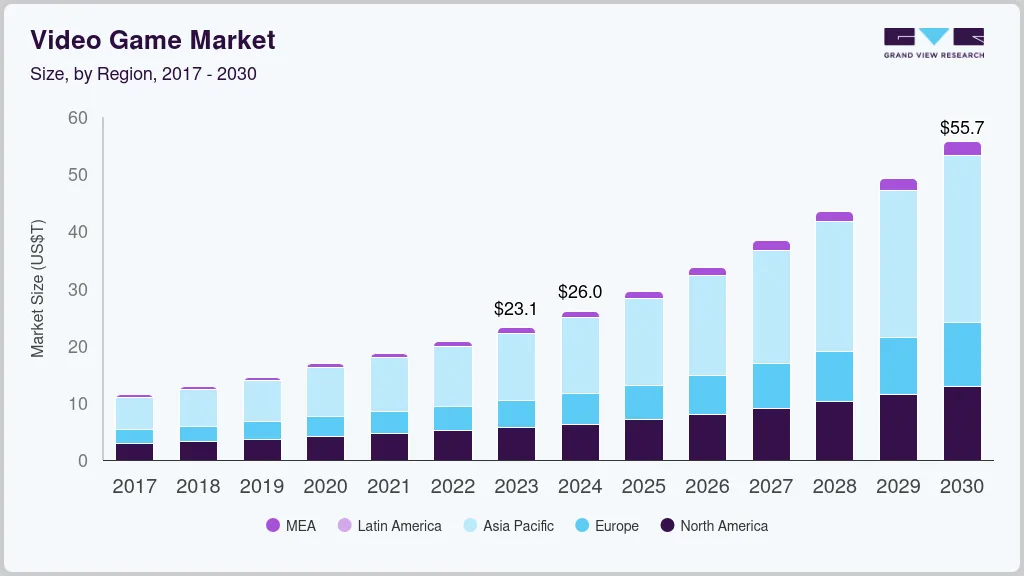 Video Game Market
Size, by Region, 2017 - 2030
GRAND VIEW RESEARCH
Market Size (US$T)
60
50
40
30
20
10
0
$23.1
$26.0
$55.7
2017 2018 2019 2020 2021 2022 2023 2024 2025 2026 2027 2028 2029 2030
MEA Latin America Asia Pacific Europe North America